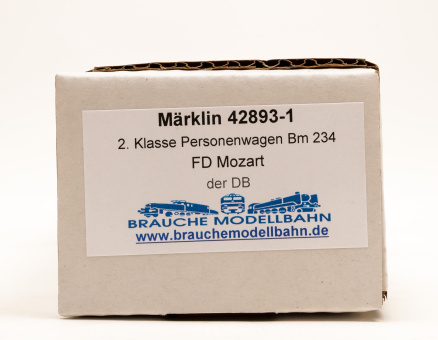 Märklin 42893-1
2. Klasse Personenwagen Bm 234
FD Mozart
der DB
BRAUCHE MODELLBAHN
www.brauchemodellbahn.de